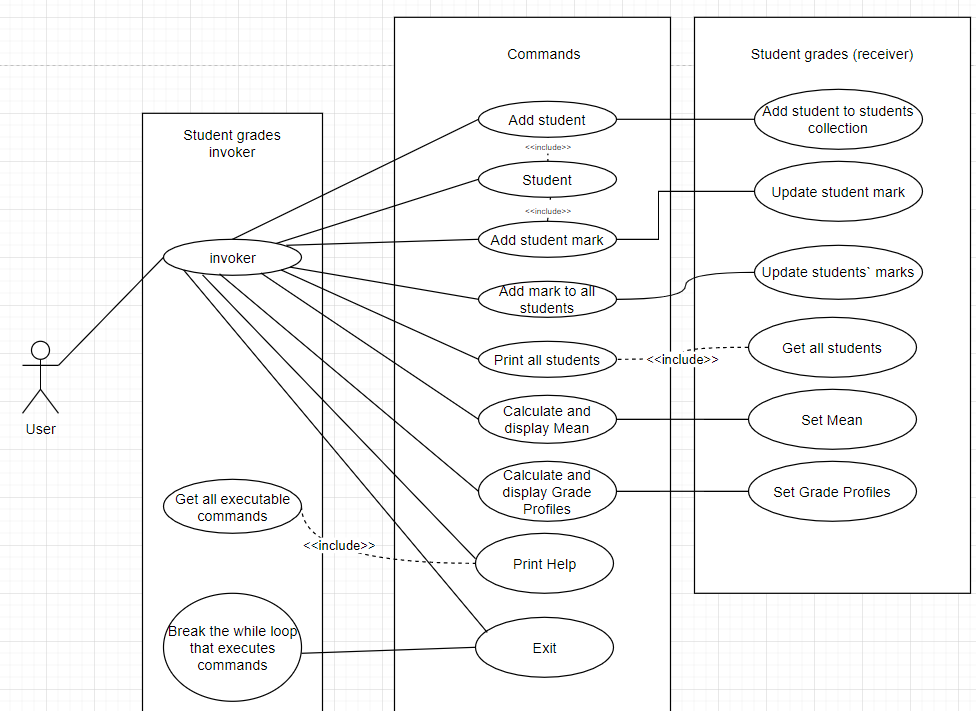 Commands
Student grades (receiver)
Student grades
invoker
Add student
Add student to students
collection
<<include>>
Student
Update student mark
<<include>>
Add student mark
invoker
Update students` marks
Add mark to all
students
Get all students
Print all students
<<include>>
Calculate and
display Mean
Set Mean
User
Calculate and
display Grade
Profiles
Set Grade Profiles
Get all executable
commands
<<include>>
Print Help
Break the while loop
that executes
commands
Exit